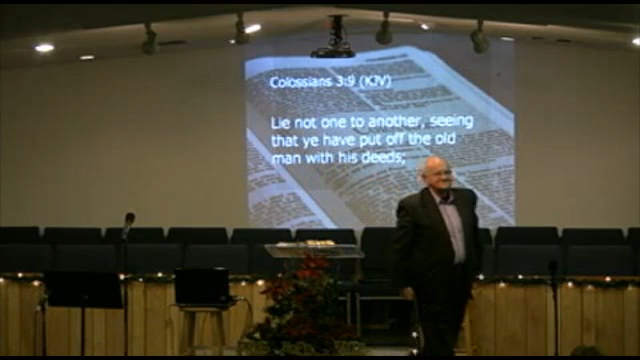 Colossians 3:9 (KJV)
Lie not one to another, seeing
that ye have put off the old
man with his deeds;